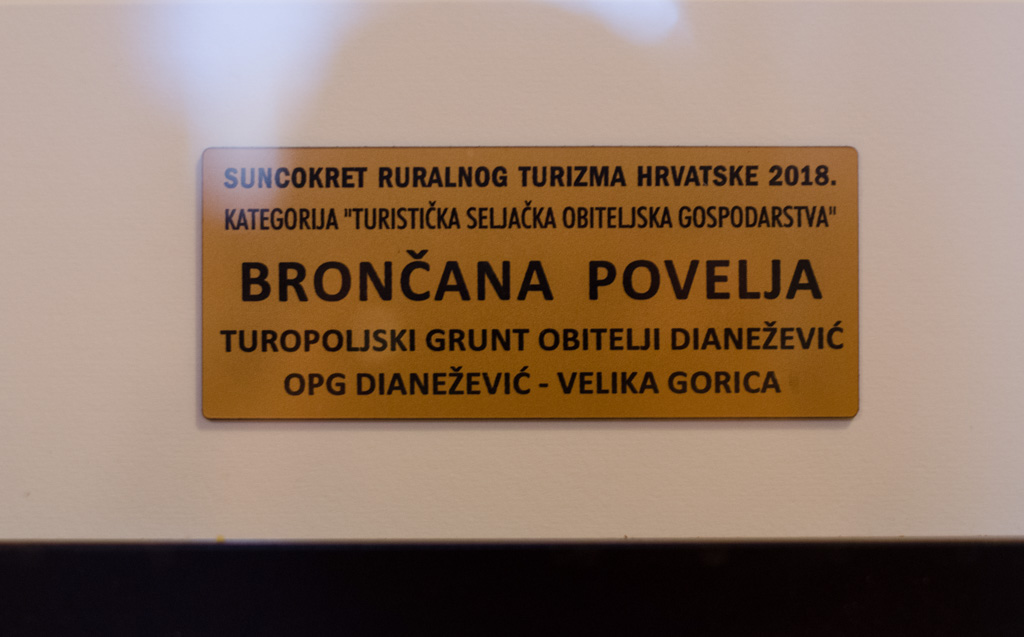 SUNCOKRET RURALNOG TURIZMA HRVATSKE 2018.
KATEGORIJA "TURISTIČKA SELJAČKA OBITELJSKA GOSPODARSTVA"
BRONČANA POVELJA
TUROPOLJSKI GRUNT OBITELJI DIANEŽEVIĆ
OPG DIANEŽEVIĆ - VELIKA GORICA